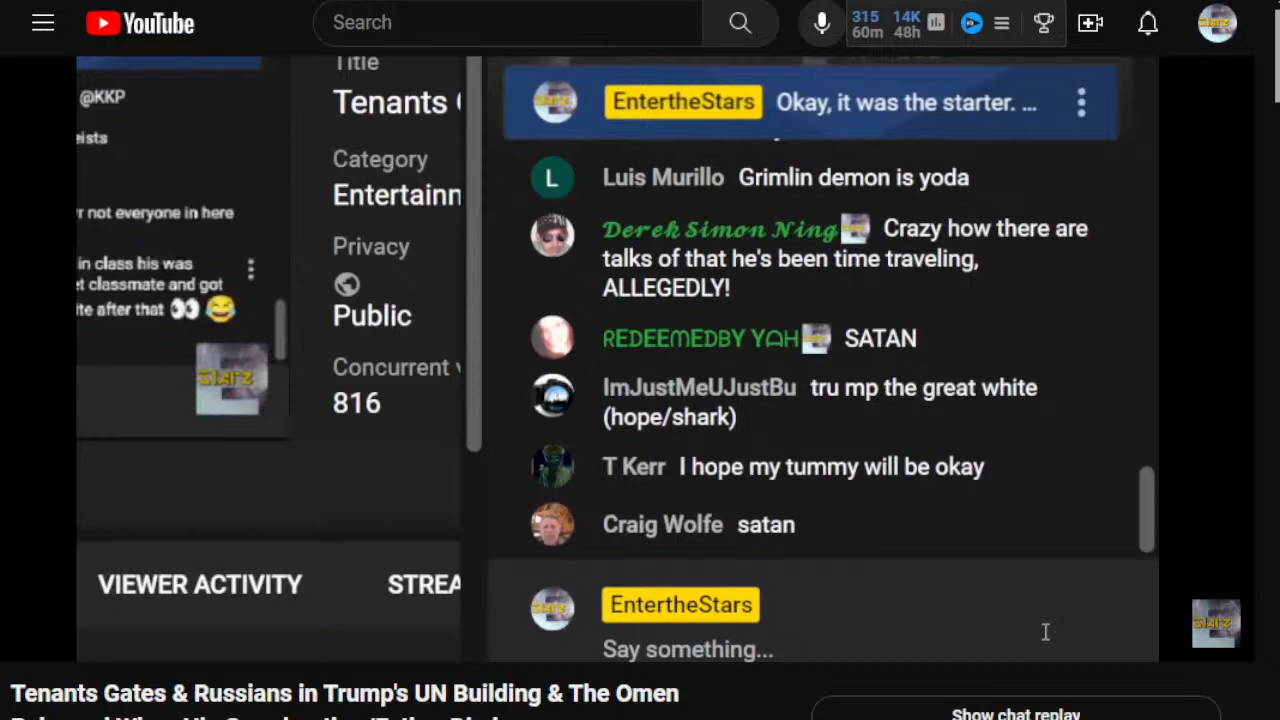 YouTube
Search
315
60m
14K
48h
@KKP
ists
r not everyone in here
in class his was
t classmate and got
te after that 👀 😂
Starz
Title
Tenants
Category
Entertainn
Privacy
Public
Concurrent
816
VIEWER ACTIVITY STREA
EntertheStars Okay, it was the starter. ...
Luis Murillo Grimlin demon is yoda
L
Derek Simon Ning Crazy how there are
talks of that he's been time traveling,
ALLEGEDLY!
REDEEMEDBY YAH SATAN
ImJustMeUJustBu tru mp the great white
(hope/shark)
T Kerr I hope my tummy will be okay
Craig Wolfe satan
EntertheStars
Say something...
Starz
Tenants Gates & Russians in Trump's UN Building & The Omen
Show chat replay